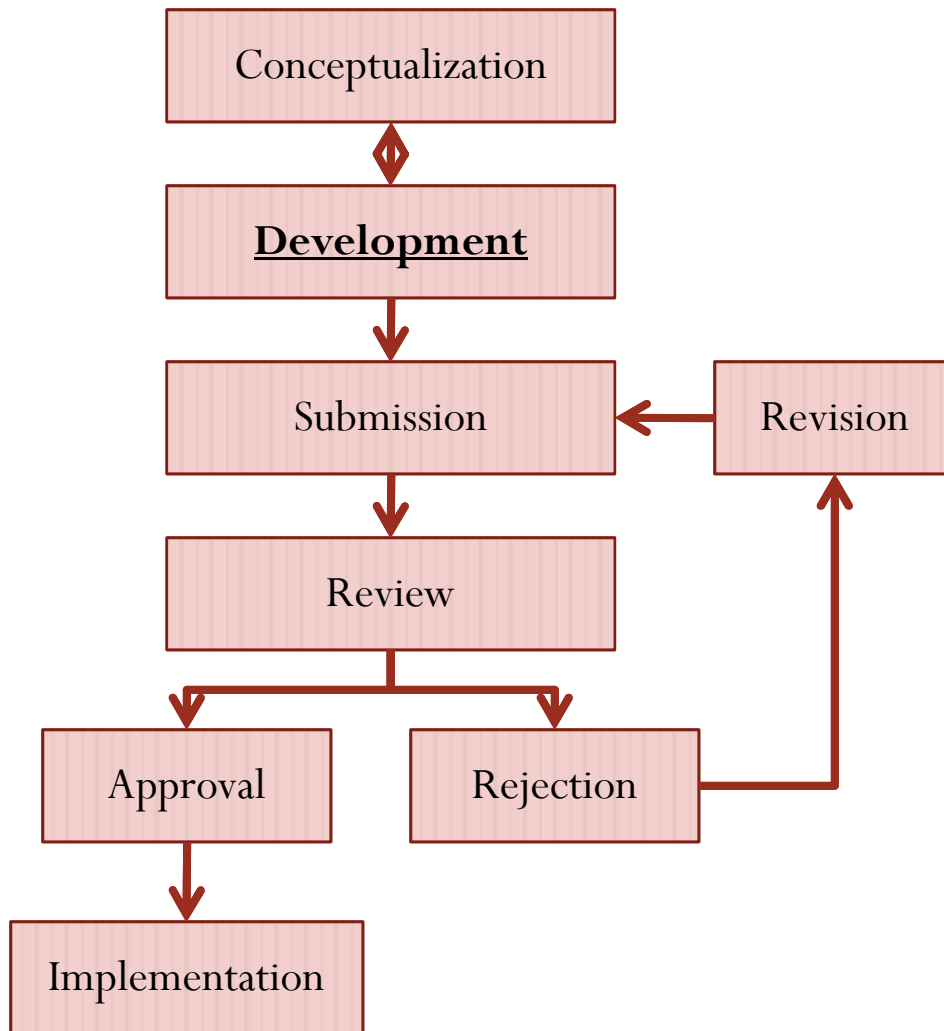 Conceptualization
Development
Submission
Revision
Review
Approval
Rejection
Implementation